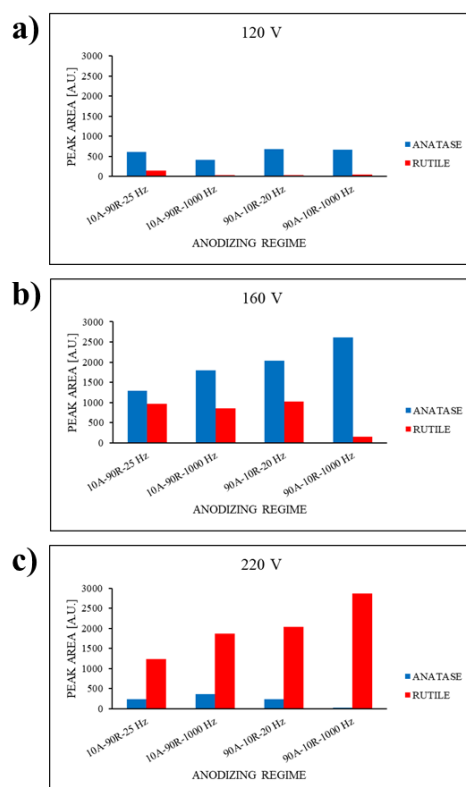 a)
120 V
PEAK AREA [A.U.]
3000
2500
2000
1500
1000
500
0
10A-90R-25 Hz
10A-90R-1000 Hz
90A-10R-20 Hz
90A-10R-1000 Hz
ANODIZING REGIME
ANATASE
RUTILE
b)
160 V
PEAK AREA [A.U.]
3000
2500
2000
1500
1000
500
0
10A-90R-25 Hz
10A-90R-1000 Hz
90A-10R-20 Hz
90A-10R-1000 Hz
ANODIZING REGIME
ANATASE
RUTILE
c)
220 V
PEAK AREA [A.U.]
3000
2500
2000
1500
1000
500
0
10A-90R-25 Hz
10A-90R-1000 Hz
90A-10R-20 Hz
90A-10R-1000 Hz
ANODIZING REGIME
ANATASE
RUTILE